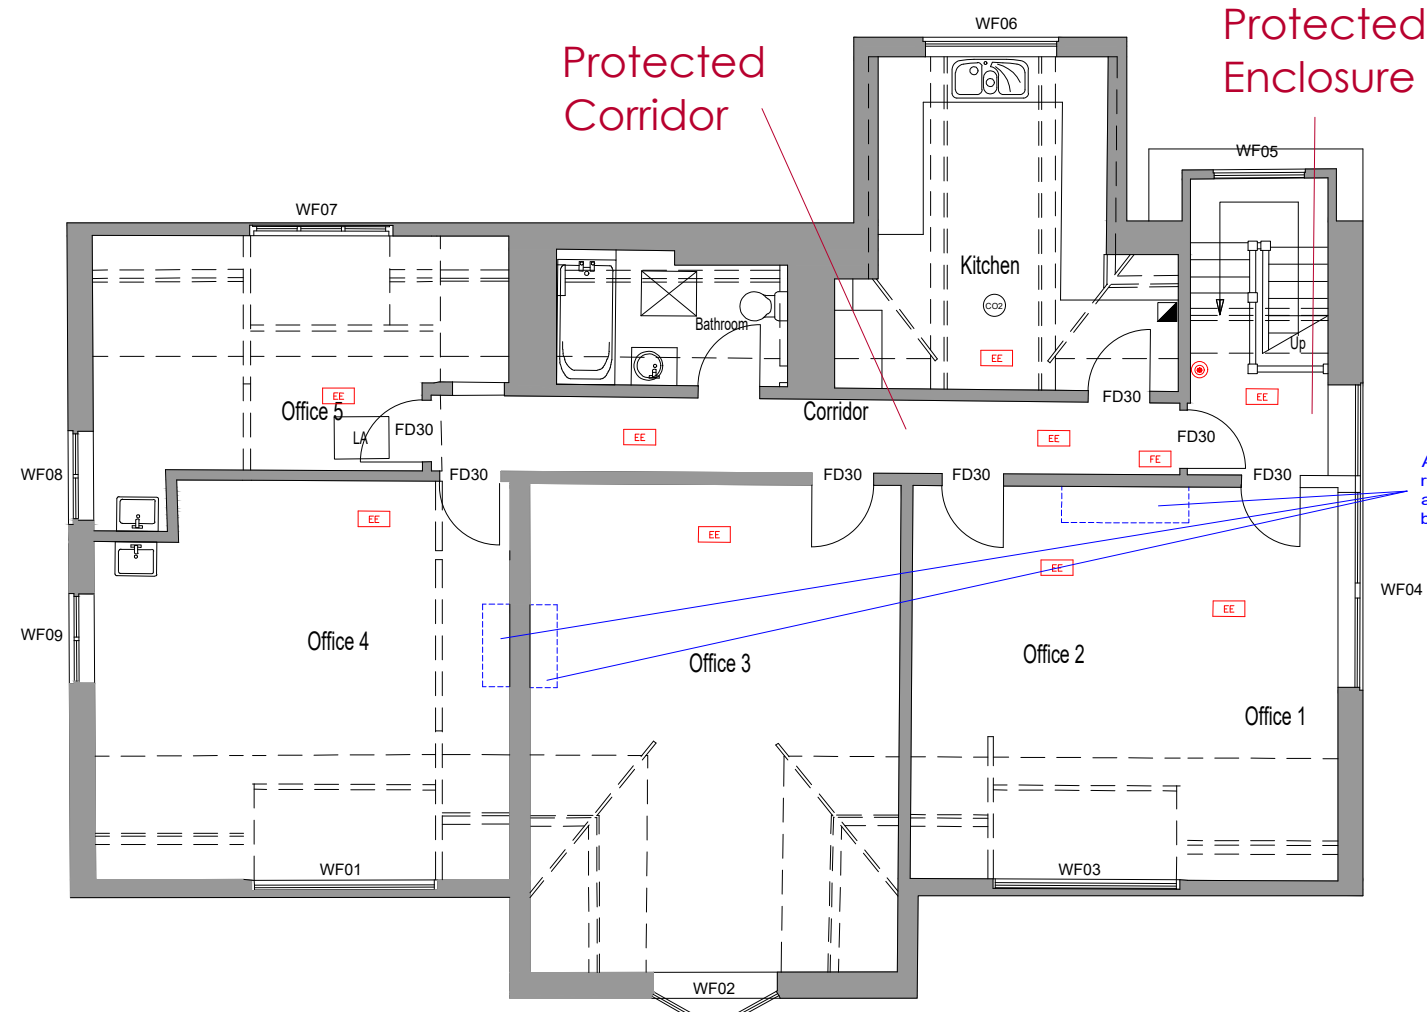 Protected
Enclosure
WF06
Protected
Corridor
WF05
WF07
Kitchen
CO2
Bathroom
Up
EE
EE
EE
FD30
Office 5
Corridor
LA
FD30
EE
EE
FD30
FE
WF08
FD30
FD30
FD30
FD30
EE
EE
EE
WF04
EE
WF09
Office 4
Office 3
Office 2
Office 1
WF01
WF03
WF02